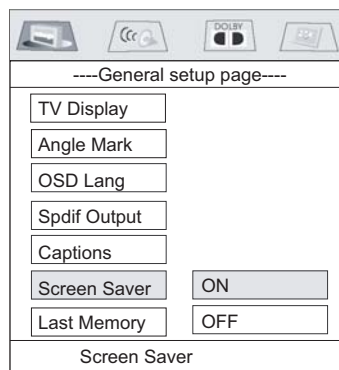 DOLBY
----General setup page----
TV Display
Angle Mark
OSD Lang
Spdif Output
Captions
Screen Saver ON
Last Memory OFF
Screen Saver